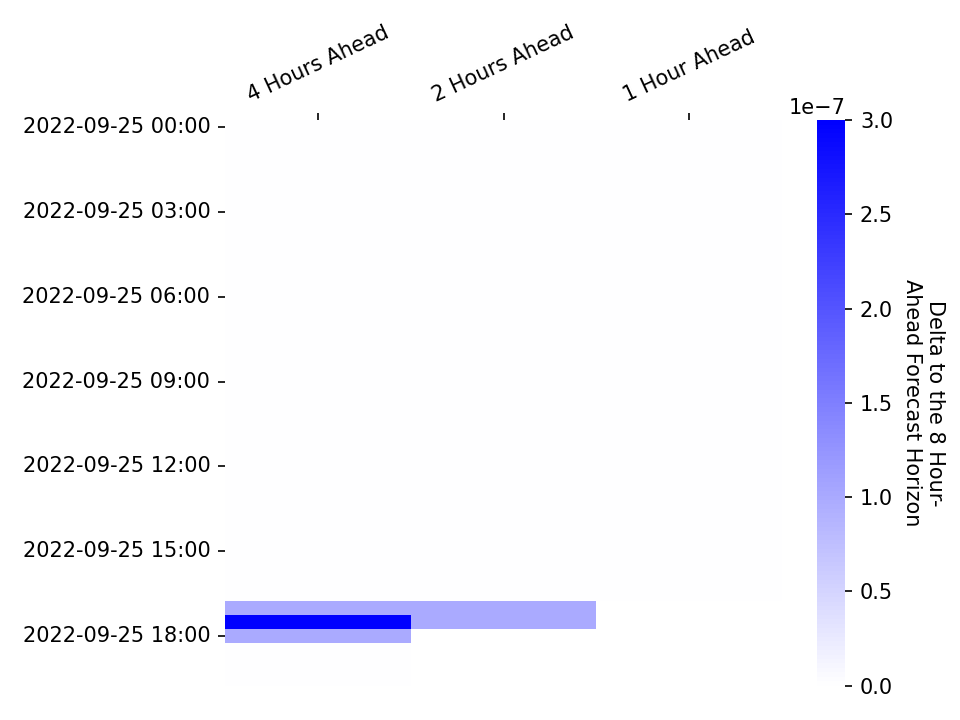 4 Hours Ahead
2 Hours Ahead
1 Hour Ahead
1e−7
2022-09-25 00:00
2022-09-25 03:00
2022-09-25 06:00
2022-09-25 09:00
2022-09-25 12:00
2022-09-25 15:00
2022-09-25 18:00
3.0
2.5
2.0
1.5
1.0
0.5
0.0
Delta to the 8 Hour-
Ahead Forecast Horizon